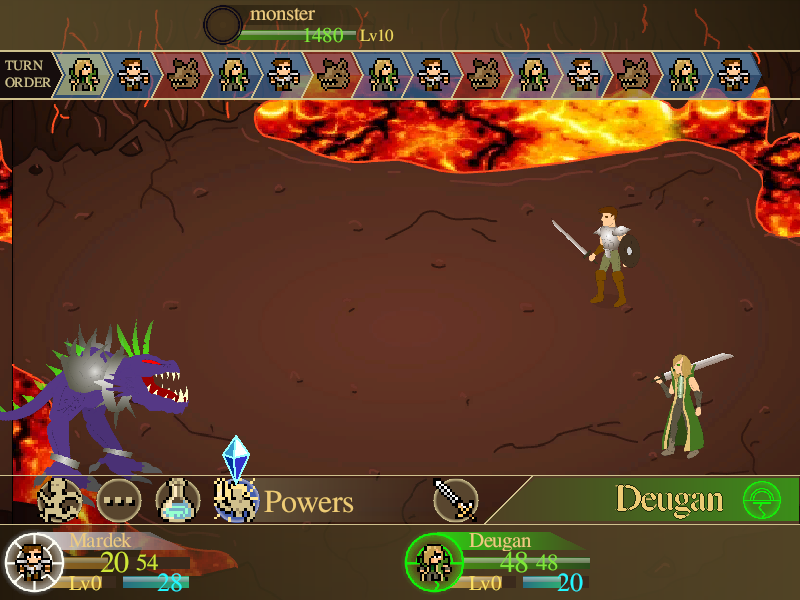 monster
1480 Lv10
TURN
ORDER
Powers
Deugan
Mardek
20 54
Lv0 28
Deugan
48 48
Lv0 20